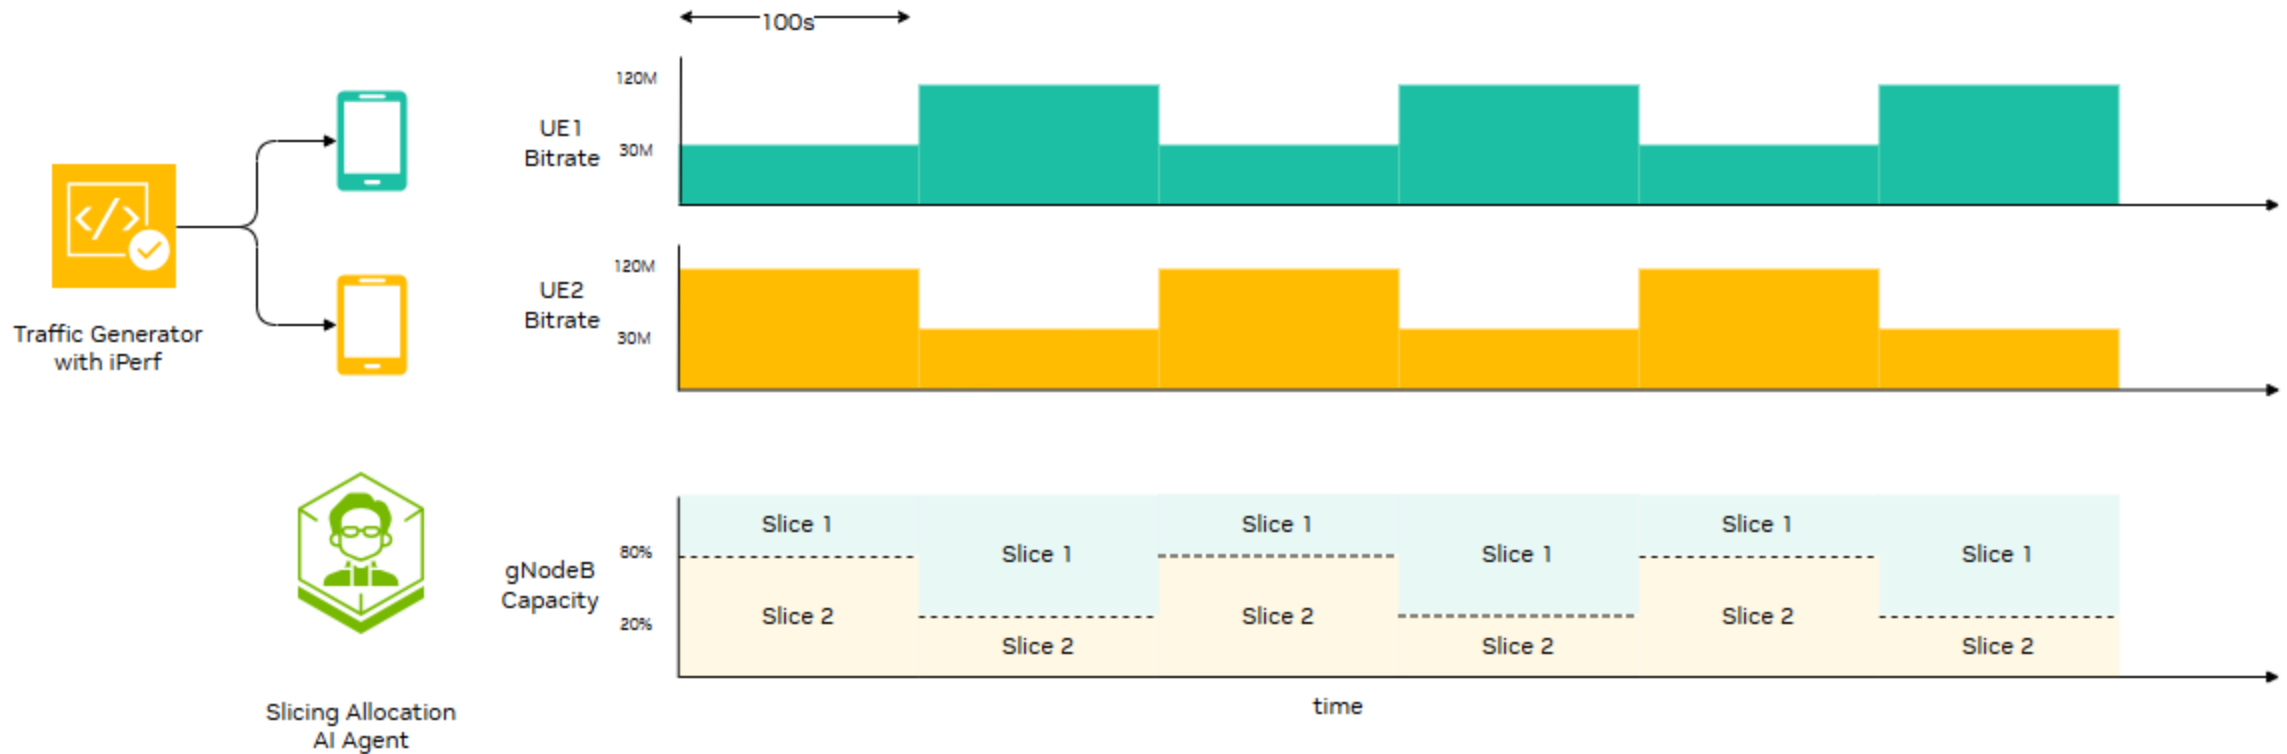 100s
120M
UE1
Bitrate
30M
120M
UE2
Bitrate
30M
Traffic Generator
with iPerf
</>
Slice 1
Slice 1
Slice 1
Slice 1
Slice 1
Slice 1
80%
gNodeB
Capacity
20%
Slice 2
Slice 2
Slice 2
Slice 2
Slice 2
Slice 2
time
Slicing Allocation
AI Agent